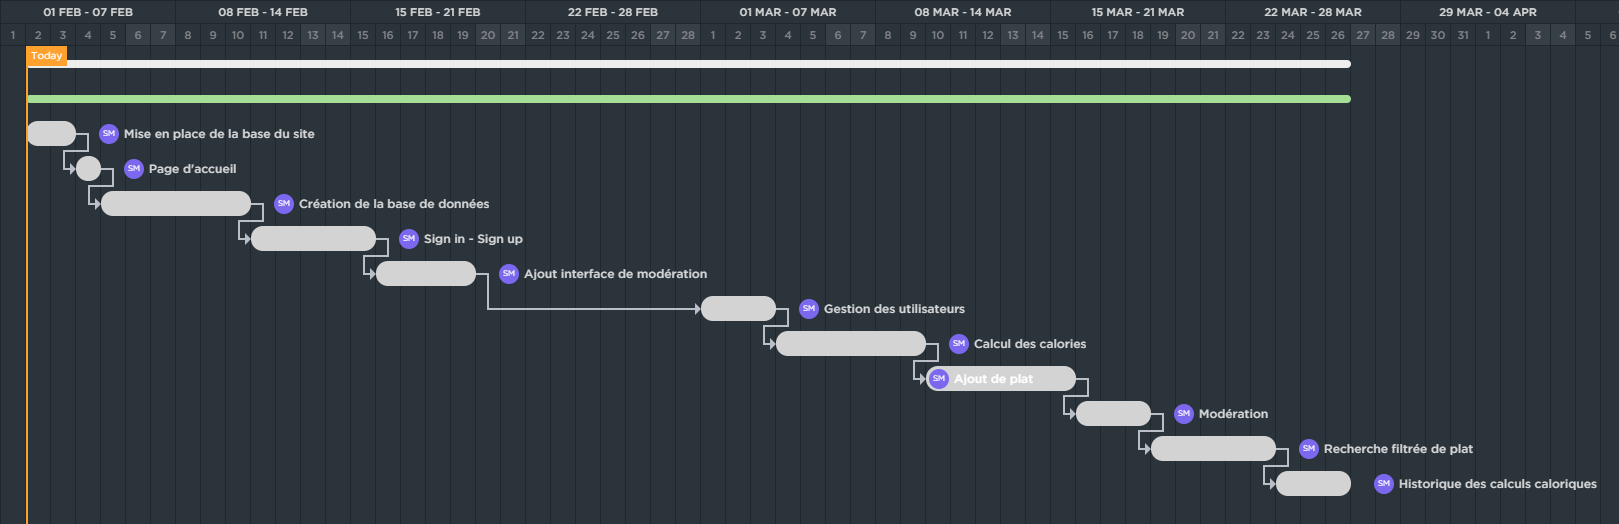 01 FEB - 07 FEB 08 FEB - 14 FEB 15 FEB - 21 FEB 22 FEB - 28 FEB 01 MAR - 07 MAR 08 MAR - 14 MAR 15 MAR - 21 MAR 22 MAR - 28 MAR 29 MAR - 04 APR
1 2 3 4 5 6 7 8 9 10 11 12 13 14 15 16 17 18 19 20 21 22 23 24 25 26 27 28 1 2 3 4 5 6 7 8 9 10 11 12 13 14 15 16 17 18 19 20 21 22 23 24 25 26 27 28 29 30 31 1 2 3 4 5 6
Today
SM Mise en place de la base du site
SM Page d'accueil
SM Création de la base de données
SM Sign in - Sign up
SM Ajout interface de modération
SM Gestion des utilisateurs
SM Calcul des calories
SM Ajout de plat
SM Modération
SM Recherche filtrée de plat
SM Historique des calculs caloriques